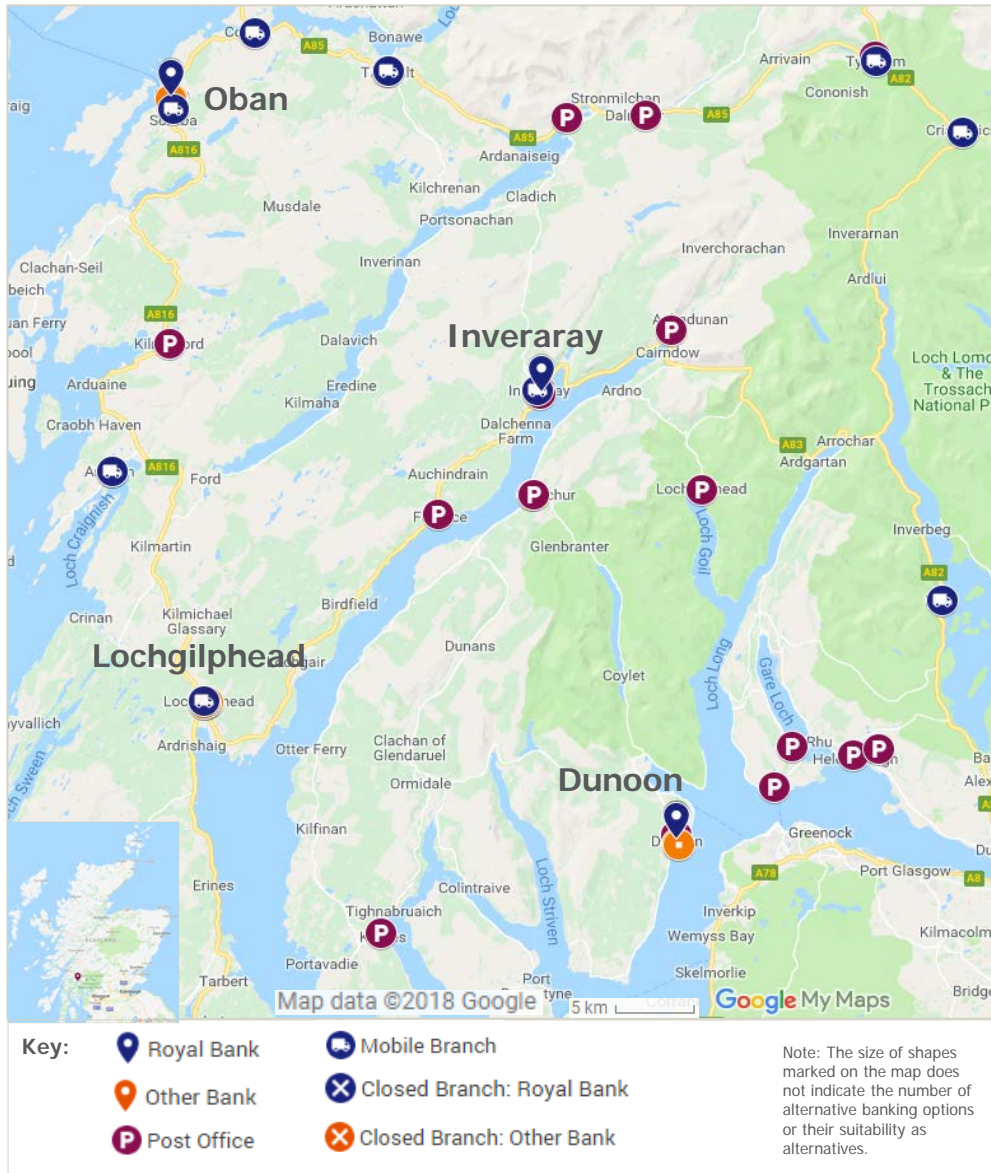 Bonawe
A85
Arrivain
Oban
Stronmilchan
A82
Cononish
A85
A85
A816
Ardanaiseig
Kilchrenan
Cladich
Musdale
Portsonachan
Inverchorachan
Inverarnan
Clachan-Seil
Inverinan
Ardlui
A816
Inveraray
Dalavich
Cairndow
Loch Lomo
& The
Trossach
National P
Arduaine
Eredine
Ardno
Kilmaha
Craobh Haven
Dalchenna
Farm
A83
Arrochar
Ardgartan
A816
Auchindrain
Ford
Loch Craignish
Loch Goil
Inverbeg
Kilmartin
Glenbranter
A82
Crinan
Kilmichael
Glassary
Birdfield
Lochgilphead
Dunans
Coylet
Loch Long
Gare Loch
Ardrishaig
Otter Ferry
Clachan of
Glendaruel
Rhu
Ormidale
Dunoon
Loch Sween
Kilfinan
Greenock
Port Glasgow
A78
A8
Erines
Colintraive
Loch Striven
Inverkip
Tighnabruaich
Wemyss Bay
Kilmacolm
Portavadie
Tarbert
Skelmorlie
Port
Map data ©2018 Google
5 km
Google My Maps
Bridge
Key:
Royal Bank
Mobile Branch
Other Bank
Closed Branch: Royal Bank
P Post Office
Closed Branch: Other Bank
Note: The size of shapes
marked on the map does
not indicate the number of
alternative banking options
or their suitability as
alternatives.